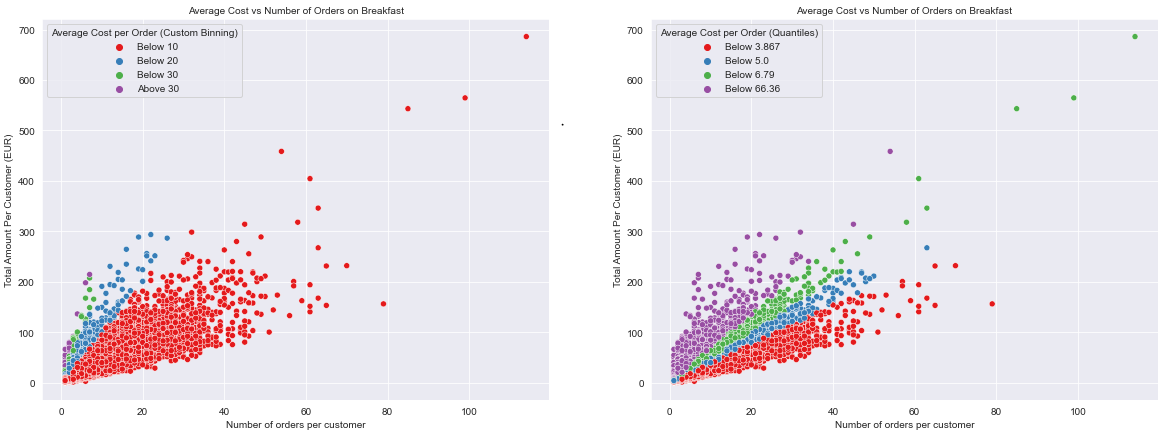 Average Cost vs Number of Orders on Breakfast
700
600
500
400
300
200
100
0
Total Amount Per Customer (EUR)
Average Cost per Order (Custom Binning)
Below 10
Below 20
Below 30
Above 30
0
20
40
60
80
100
Number of orders per customer
.
Average Cost vs Number of Orders on Breakfast
700
600
500
400
300
200
100
0
Total Amount Per Customer (EUR)
Average Cost per Order (Quantiles)
Below 3.867
Below 5.0
Below 6.79
Below 66.36
0
20
40
60
80
100
Number of orders per customer